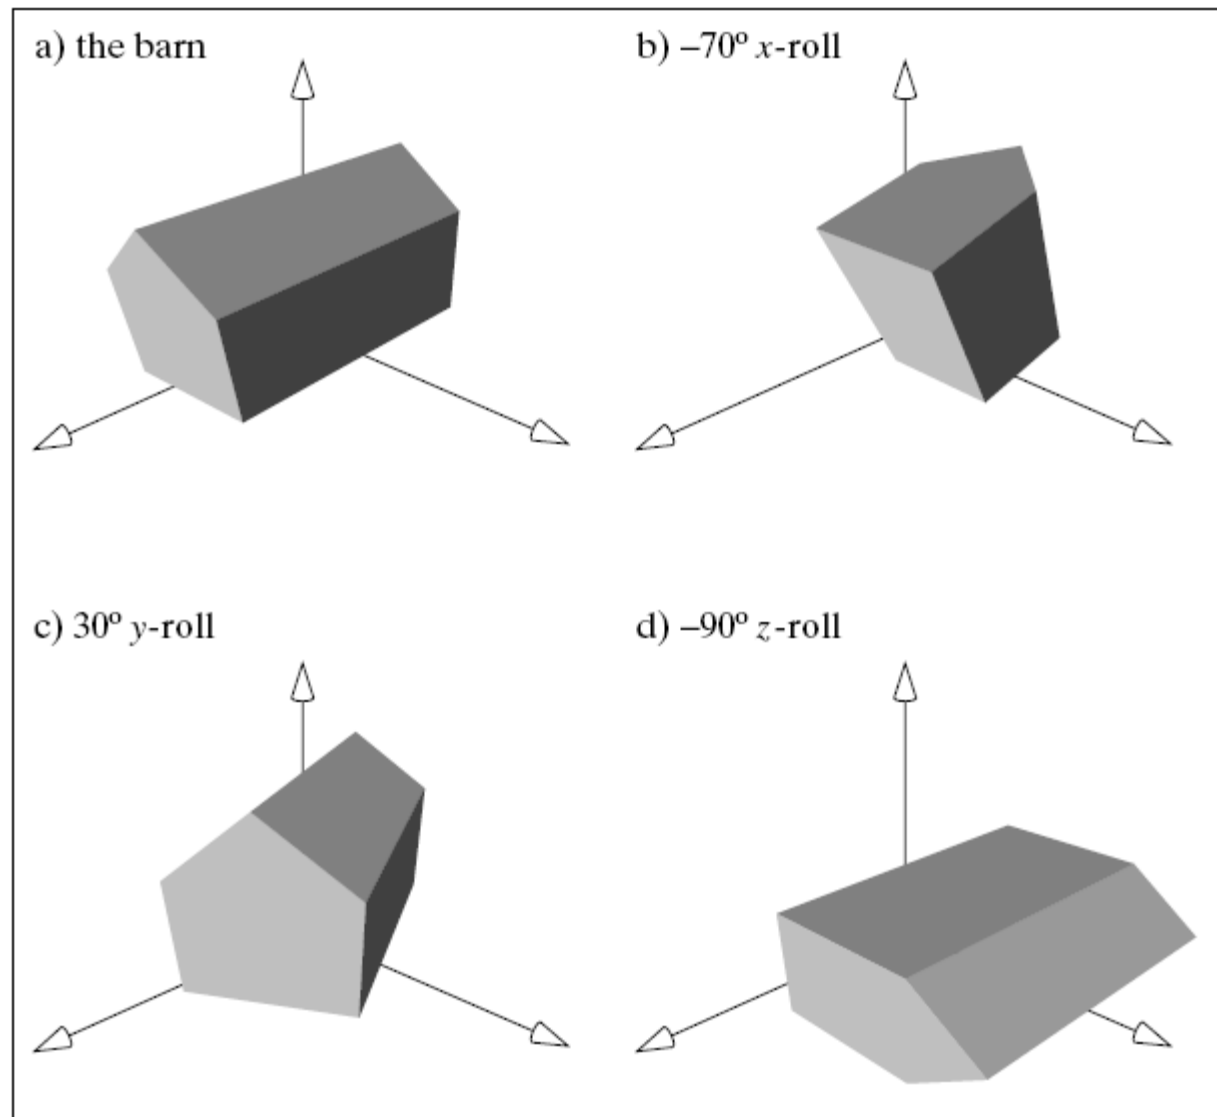 a) the barn
b) –70º x-roll
c) 30º y-roll
d) –90º z-roll